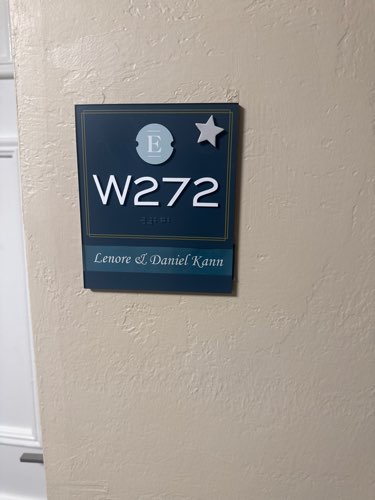 E
W272
Lenore & Daniel Kann